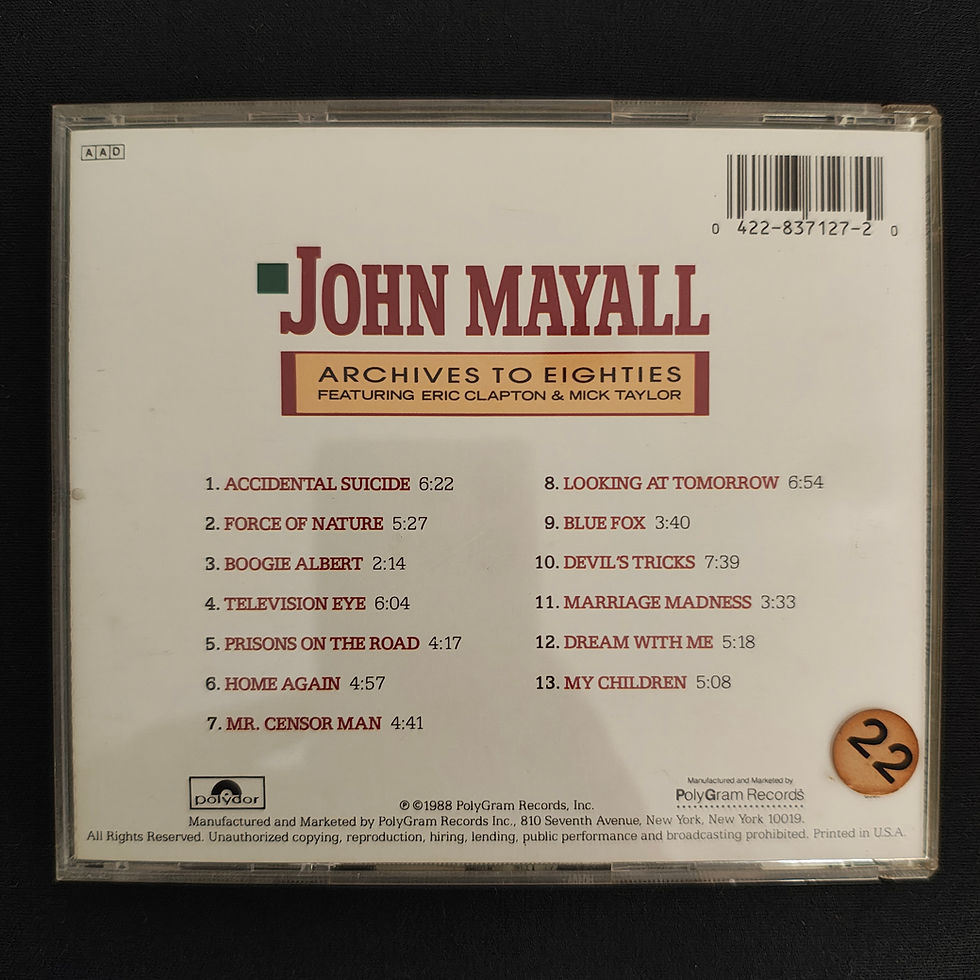 AAD
0 422-837127-2 0
JOHN MAYALL
ARCHIVES TO EIGHTIES
FEATURING ERIC CLAPTON & MICK TAYLOR
1. ACCIDENTAL SUICIDE 6:22
2. FORCE OF NATURE 5:27
3. BOOGIE ALBERT 2:14
4. TELEVISION EYE 6:04
5. PRISONS ON THE ROAD 4:17
6. HOME AGAIN 4:57
7. MR. CENSOR MAN 4:41
8. LOOKING AT TOMORROW 6:54
9. BLUE FOX 3:40
10. DEVIL'S TRICKS 7:39
11. MARRIAGE MADNESS 3:33
12. DREAM WITH ME 5:18
13. MY CHILDREN 5:08
22
polydor
Manufactured and Marketed by
PolyGram Records
℗ ©1988 PolyGram Records, Inc.
Manufactured and Marketed by PolyGram Records Inc., 810 Seventh Avenue, New York, New York 10019.
All Rights Reserved. Unauthorized copying, reproduction, hiring, lending, public performance and broadcasting prohibited. Printed in U.S.A.